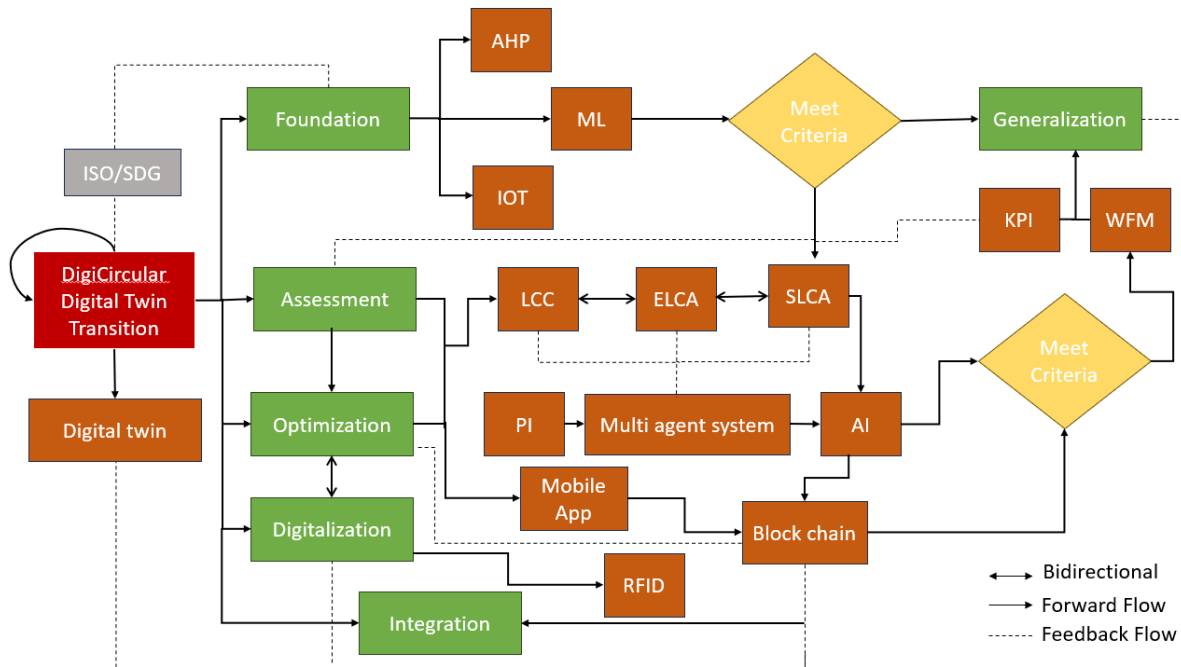 AHP
Foundation
ML
Meet
Criteria
Generalization
ISO/SDG
IOT
KPI
WFM
DigiCircular
Digital Twin
Transition
Assessment
LCC
ELCA
SLCA
Meet
Criteria
Digital twin
Optimization
PI
Multi agent system
AI
Mobile
App
Digitalization
Block chain
RFID
Integration
Bidirectional
Forward Flow
Feedback Flow